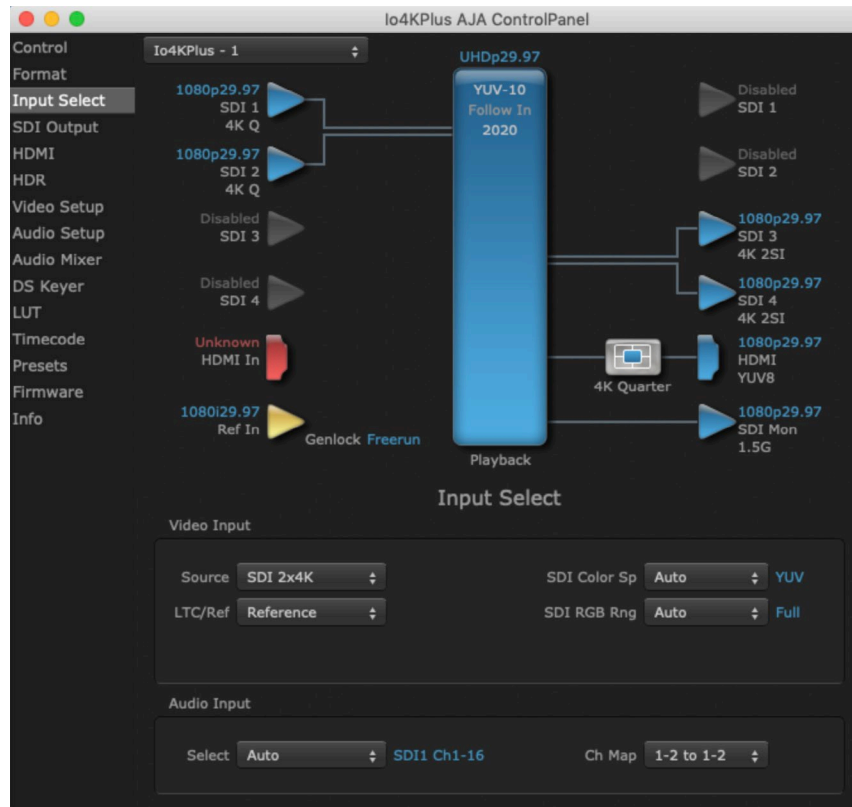 Io4KPlus AJA ControlPanel
Control
Format
Input Select
SDI Output
HDMI
HDR
Video Setup
Audio Setup
Audio Mixer
DS Keyer
LUT
Timecode
Presets
Firmware
Info
Io4KPlus - 1
UHDp29.97
YUV-10
Follow In
2020
Playback
1080p29.97
SDI 1
4K Q
1080p29.97
SDI 2
4K Q
Disabled
SDI 3
Disabled
SDI 4
Unknown
HDMI In
1080i29.97
Ref In
Genlock Freerun
Disabled
SDI 1
Disabled
SDI 2
1080p29.97
SDI 3
4K 2SI
1080p29.97
SDI 4
4K 2SI
4K Quarter
1080p29.97
HDMI
YUV8
1080p29.97
SDI Mon
1.5G
Input Select
Video Input
Source SDI 2x4K SDI Color Sp Auto YUV
LTC/Ref Reference SDI RGB Rng Auto Full
Audio Input
Select Auto SDI1 Ch1-16 Ch Map 1-2 to 1-2